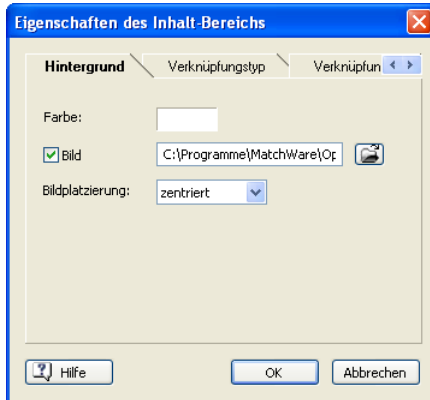 Eigenschaften des Inhalt-Bereichs
Hintergrund Verknüpfungstyp Verknüpfun
Farbe:
Bild C:\Programme\MatchWare\Op
Bildplatzierung: zentriert
Hilfe OK Abbrechen